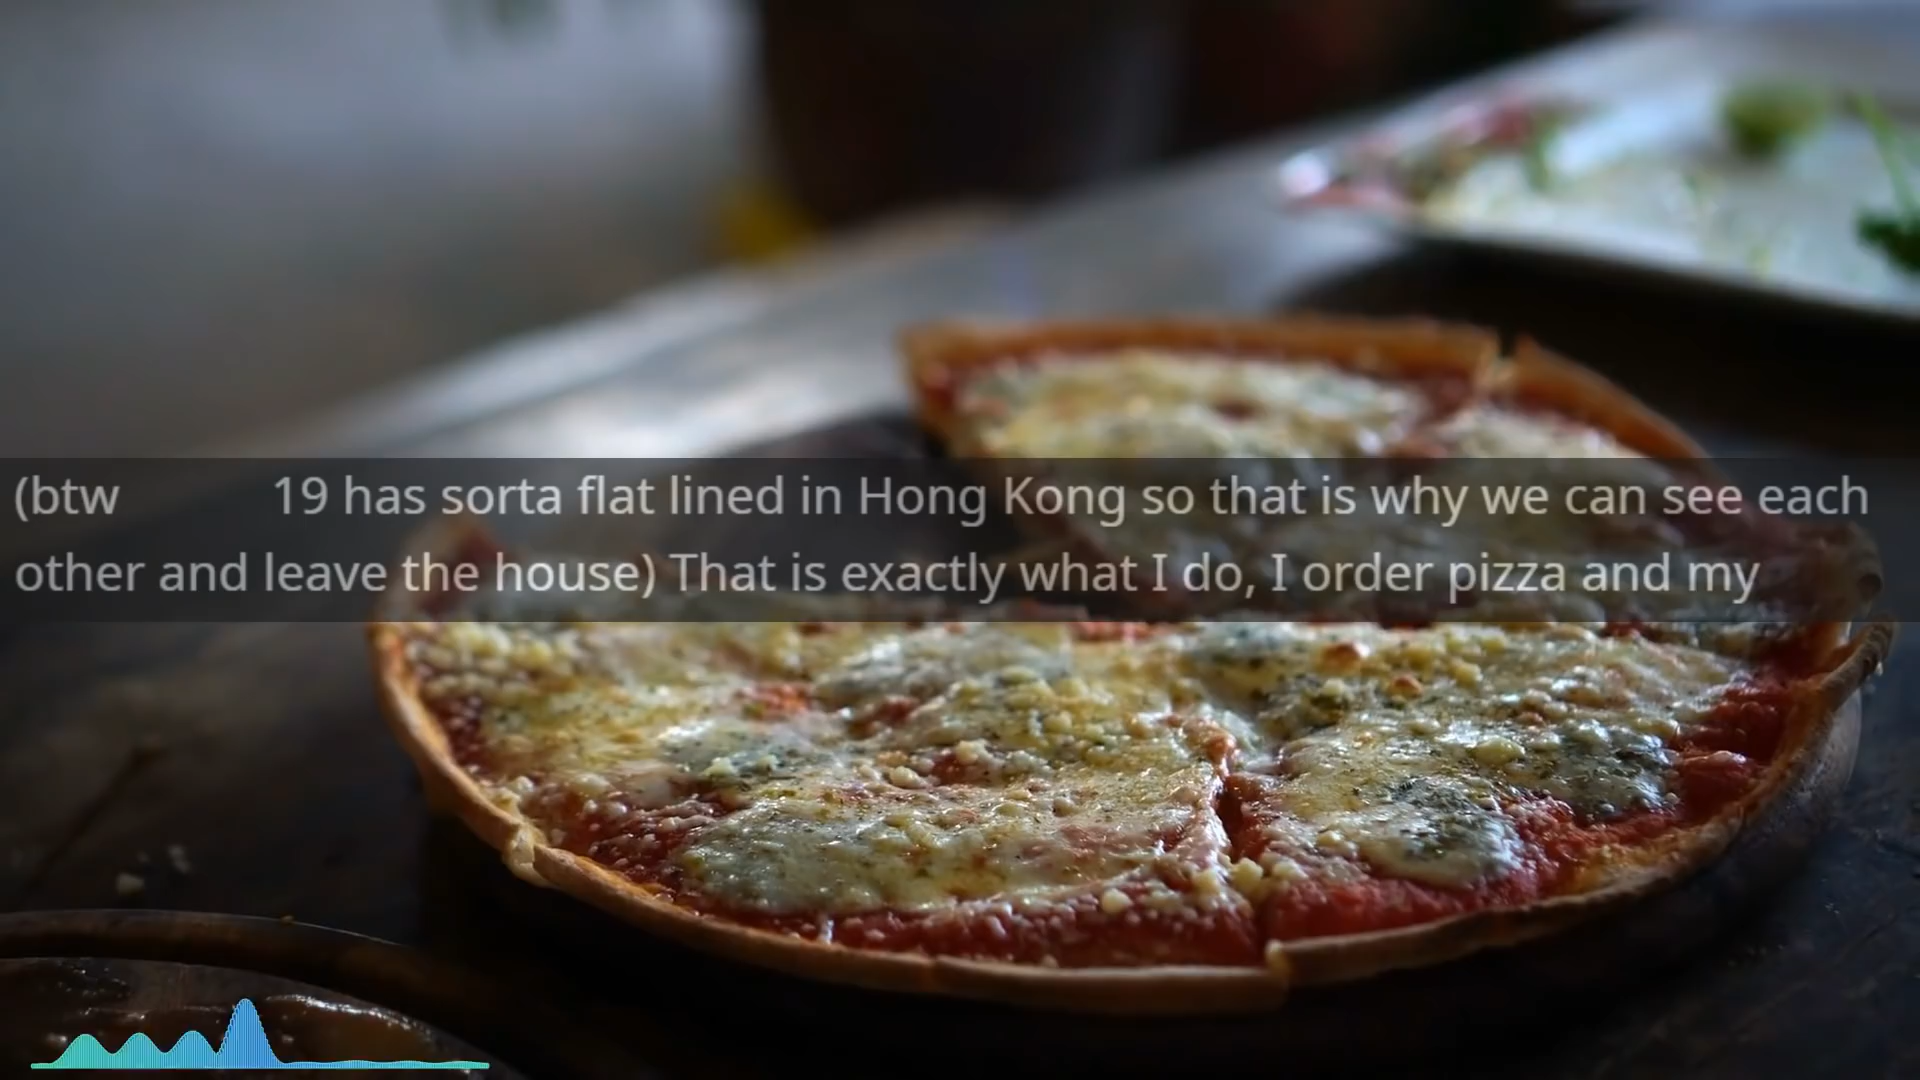 (btw 19 has sorta flat lined in Hong Kong so that is why we can see each
other and leave the house) That is exactly what I do, I order pizza and my